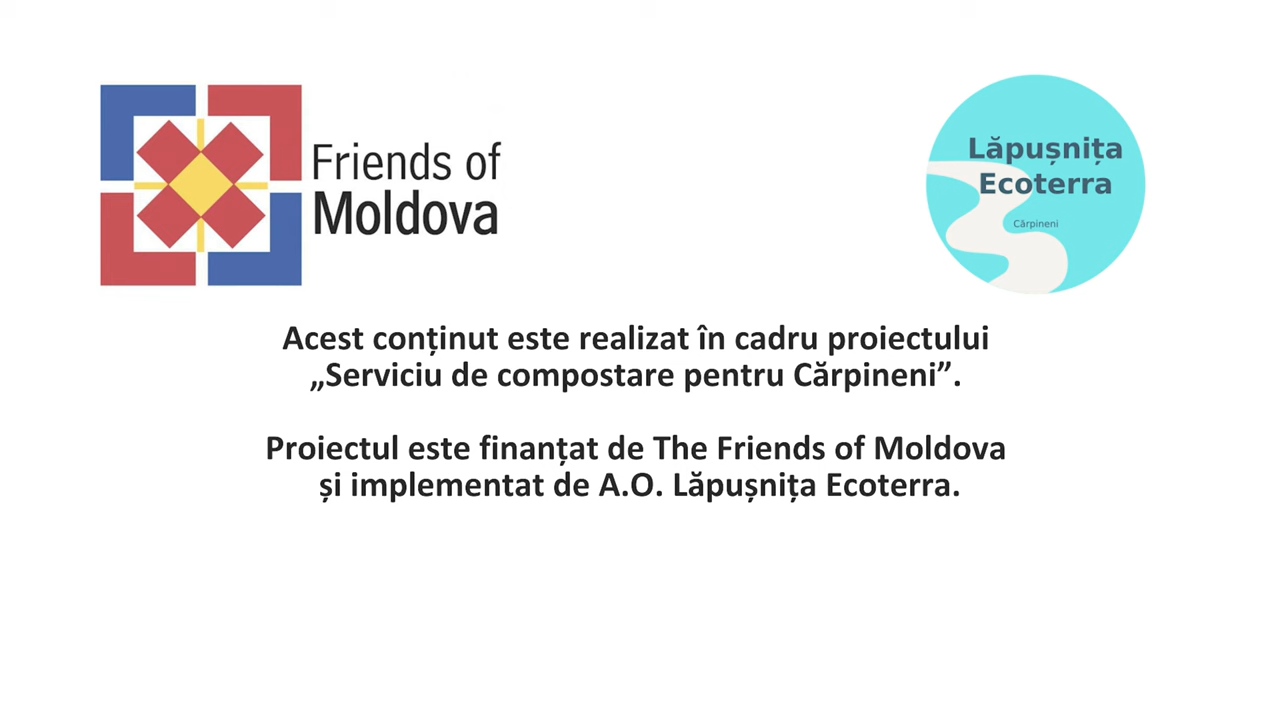 Friends of
Moldova
Lăpușnița
Ecoterra
Cărpineni
Acest conținut este realizat în cadru proiectului
„Serviciu de compostare pentru Cărpineni”.
Proiectul este finanțat de The Friends of Moldova
și implementat de A.O. Lăpușnița Ecoterra.